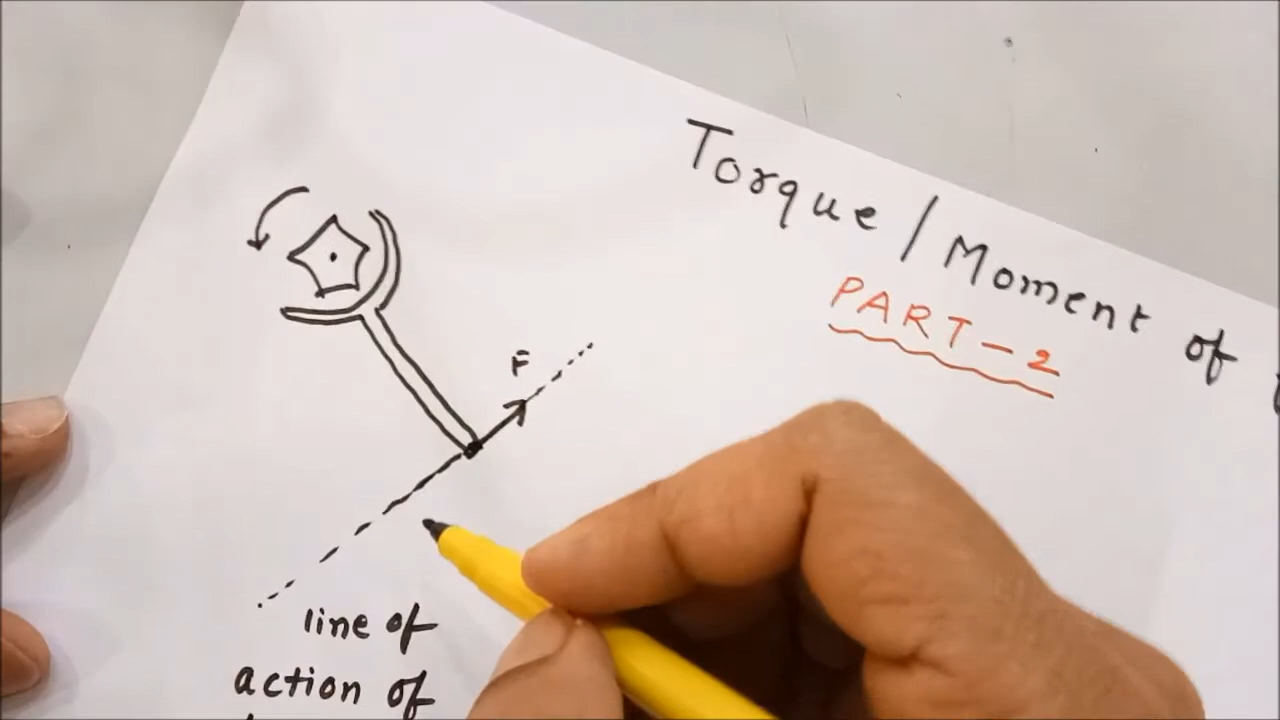 Torque / Moment of
PART-2
F
line of
action of